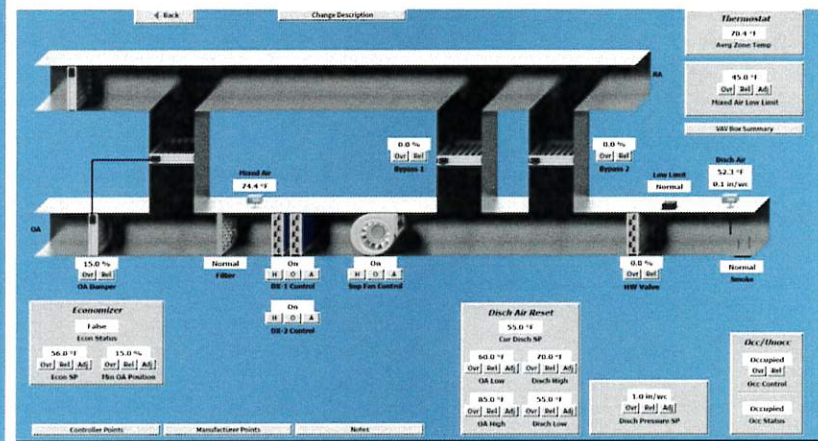 Back
Change Description
Thermostat
70.4 °F
Avrg Zone Temp
RA
45.0 °F
Ovr Rel Adj
Mixed Air Low Limit
VAV Box Summary
0.0 %
Ovr Rel
Bypass 1
0.0 %
Ovr Rel
Bypass 2
Mixed Air
74.4 °F
Low Limit
Normal
Disch Air
52.3 °F
0.1 in/wc
OA
15.0 %
Ovr Rel
OA Damper
Normal
Filter
On
H O A
DX-1 Control
On
H O A
Sup Fan Control
0.0 %
Ovr Rel
HW Valve
Normal
Smoke
On
H O A
DX-2 Control
Economizer
False
Econ Status
56.0 °F 15.0 %
Ovr Rel Adj Ovr Rel Adj
Econ SP Min OA Position
Disch Air Reset
55.0 °F
Cur Disch SP
60.0 °F 70.0 °F
Ovr Rel Adj Ovr Rel Adj
OA Low Disch High
85.0 °F 55.0 °F
Ovr Rel Adj Ovr Rel Adj
OA High Disch Low
1.0 in/wc
Ovr Rel Adj
Disch Pressure SP
Occ/Unocc
Occupied
Ovr Rel
Occ Control
Occupied
Occ Status
Controller Points
Manufacturer Points
Notes